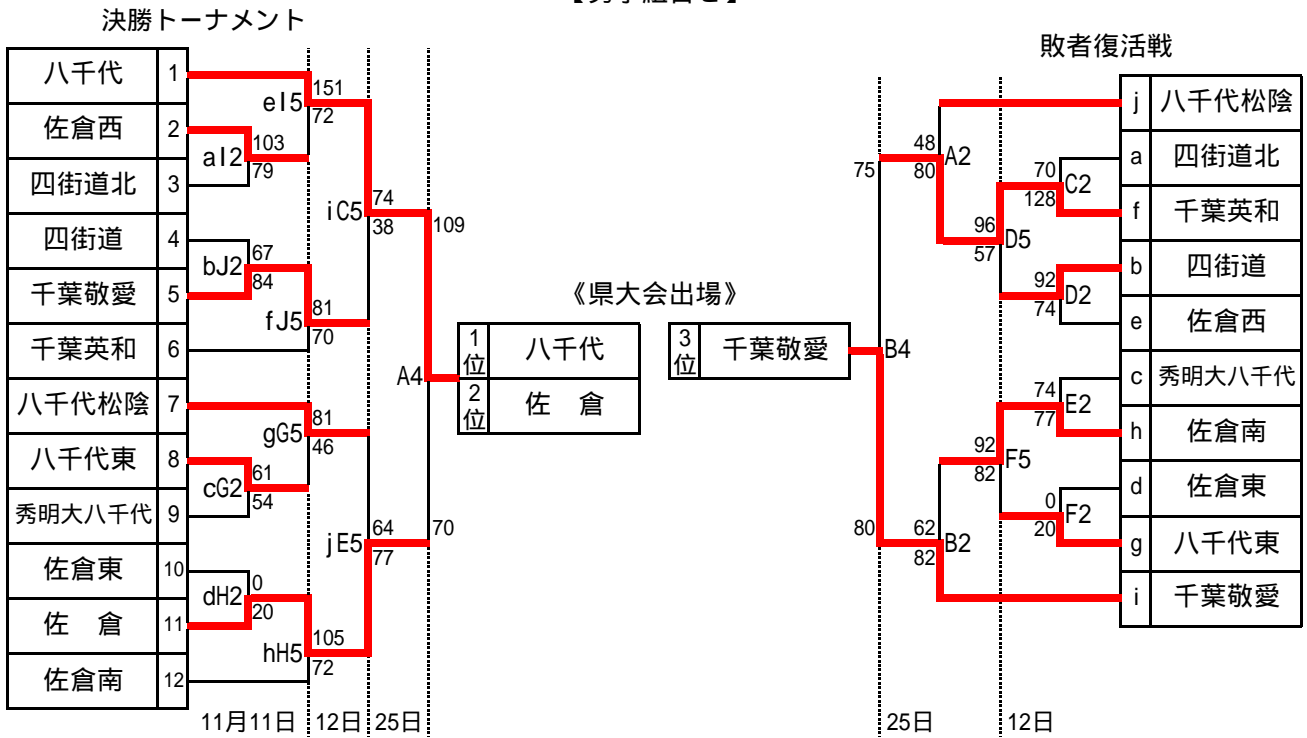 決勝トーナメント
敗者復活戦
八千代 1
佐倉西 2
四街道北 3
四街道 4
千葉敬愛 5
千葉英和 6
八千代松陰 7
八千代東 8
秀明大八千代 9
佐倉東 10
佐 倉 11
佐倉南 12
aI2 103 79
bJ2 67 84
cG2 61 54
dH2 0 20
eI5 151 72
fJ5 81 70
gG5 81 46
hH5 105 72
iC5 74 38
jE5 64 77
A4 109 70
11月11日 12日 25日
《県大会出場》
1位 八千代
2位 佐 倉
3位 千葉敬愛
B4 75 80
A2 48 80
B2 62 82
D5 96 57
F5 92 82
C2 70 128
D2 92 74
E2 74 77
F2 0 20
j 八千代松陰
a 四街道北
f 千葉英和
b 四街道
e 佐倉西
c 秀明大八千代
h 佐倉南
d 佐倉東
g 八千代東
i 千葉敬愛
25日 12日